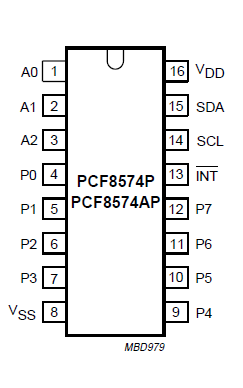 A0 1 16 VDD
A1 2 15 SDA
A2 3 14 SCL
P0 4 13 INT
PCF8574P
PCF8574AP
P1 5 12 P7
P2 6 11 P6
P3 7 10 P5
VSS 8 9 P4
MBD979